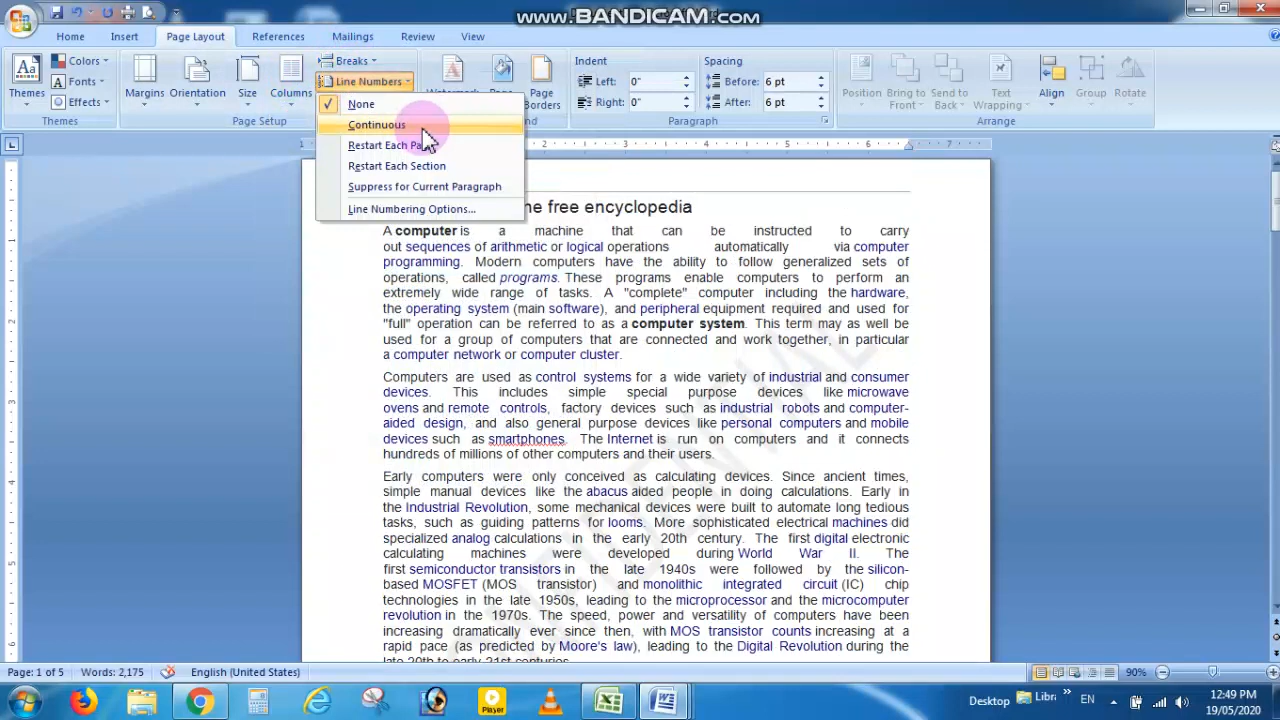 www.BANDICAM.com
Home Insert Page Layout References Mailings Review View
Themes
Colors
Fonts
Effects
Themes
Margins Orientation Size Columns
Breaks
Line Numbers
Page Setup
Page
Borders
Indent
Left: 0"
Right: 0"
Spacing
Before: 6 pt
After: 6 pt
Paragraph
Position Bring to
Front Send to
Back Text
Wrapping Align Group Rotate
Arrange
None
Continuous
Restart Each
Restart Each Section
Suppress for Current Paragraph
Line Numbering Options...
free encyclopedia
A computer is a machine that can be instructed to carry
out sequences of arithmetic or logical operations automatically via computer
programming. Modern computers have the ability to follow generalized sets of
operations, called programs. These programs enable computers to perform an
extremely wide range of tasks. A "complete" computer including the hardware,
the operating system (main software), and peripheral equipment required and used for
"full" operation can be referred to as a computer system. This term may as well be
used for a group of computers that are connected and work together, in particular
a computer network or computer cluster.
Computers are used as control systems for a wide variety of industrial and consumer
devices. This includes simple special purpose devices like microwave
ovens and remote controls, factory devices such as industrial robots and computer-
aided design, and also general purpose devices like personal computers and mobile
devices such as smartphones. The Internet is run on computers and it connects
hundreds of millions of other computers and their users.
Early computers were only conceived as calculating devices. Since ancient times,
simple manual devices like the abacus aided people in doing calculations. Early in
the Industrial Revolution, some mechanical devices were built to automate long tedious
tasks, such as guiding patterns for looms. More sophisticated electrical machines did
specialized analog calculations in the early 20th century. The first digital electronic
calculating machines were developed during World War II. The
first semiconductor transistors in the late 1940s were followed by the silicon-
based MOSFET (MOS transistor) and monolithic integrated circuit (IC) chip
technologies in the late 1950s, leading to the microprocessor and the microcomputer
revolution in the 1970s. The speed, power and versatility of computers have been
increasing dramatically ever since then, with MOS transistor counts increasing at a
rapid pace (as predicted by Moore's law), leading to the Digital Revolution during the
late 20th to early 21st centuries.
Page: 1 of 5 Words: 2,175 English (United States) 90%
Player
Desktop Libra EN 12:49 PM
19/05/2020